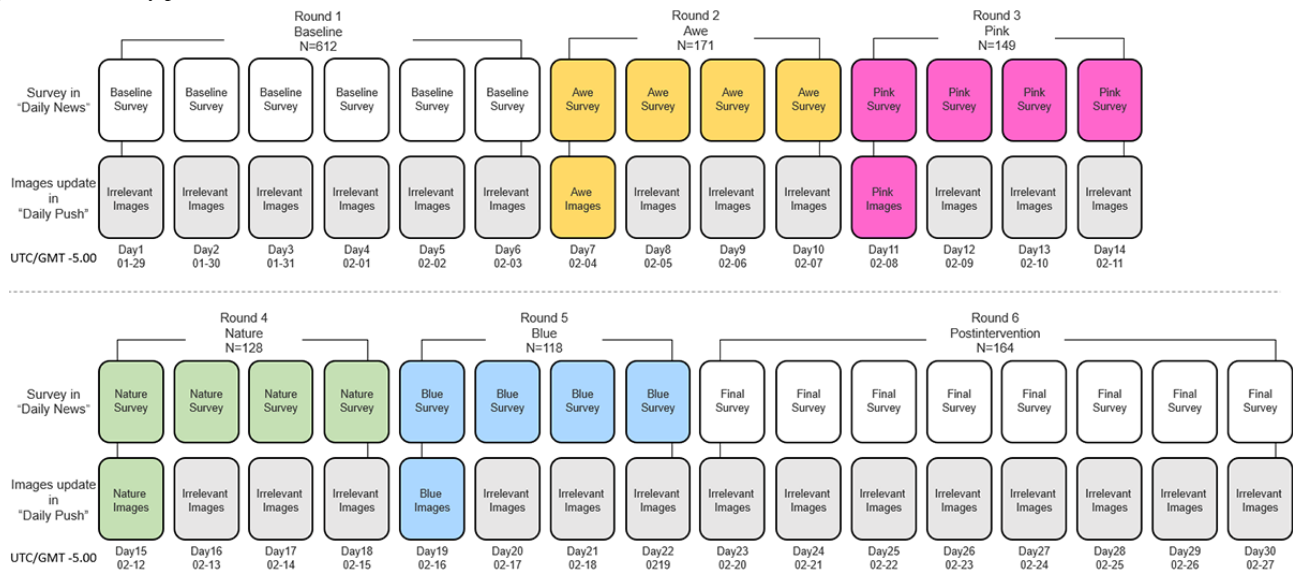 Round 1
Baseline
N=612
Round 2
Awe
N=171
Round 3
Pink
N=149
Survey in
“Daily News”
Baseline Survey
Baseline Survey
Baseline Survey
Baseline Survey
Baseline Survey
Baseline Survey
Awe Survey
Awe Survey
Awe Survey
Awe Survey
Pink Survey
Pink Survey
Pink Survey
Pink Survey
Images update
in
“Daily Push”
Irrelevant Images
Irrelevant Images
Irrelevant Images
Irrelevant Images
Irrelevant Images
Irrelevant Images
Awe Images
Irrelevant Images
Irrelevant Images
Irrelevant Images
Pink Images
Irrelevant Images
Irrelevant Images
Irrelevant Images
UTC/GMT -5.00
Day1 Day2 Day3 Day4 Day5 Day6 Day7 Day8 Day9 Day10 Day11 Day12 Day13 Day14
01-29 01-30 01-31 02-01 02-02 02-03 02-04 02-05 02-06 02-07 02-08 02-09 02-10 02-11
Round 4
Nature
N=128
Round 5
Blue
N=118
Round 6
Postintervention
N=164
Survey in
“Daily News”
Nature Survey
Nature Survey
Nature Survey
Nature Survey
Blue Survey
Blue Survey
Blue Survey
Blue Survey
Final Survey
Final Survey
Final Survey
Final Survey
Final Survey
Final Survey
Final Survey
Final Survey
Images update
in
“Daily Push”
Nature Images
Irrelevant Images
Irrelevant Images
Irrelevant Images
Blue Images
Irrelevant Images
Irrelevant Images
Irrelevant Images
Irrelevant Images
Irrelevant Images
Irrelevant Images
Irrelevant Images
Irrelevant Images
Irrelevant Images
Irrelevant Images
Irrelevant Images
UTC/GMT -5.00
Day15 Day16 Day17 Day18 Day19 Day20 Day21 Day22 Day23 Day24 Day25 Day26 Day27 Day28 Day29 Day30
02-12 02-13 02-14 02-15 02-16 02-17 02-18 0219 02-20 02-21 02-22 02-23 02-24 02-25 02-26 02-27